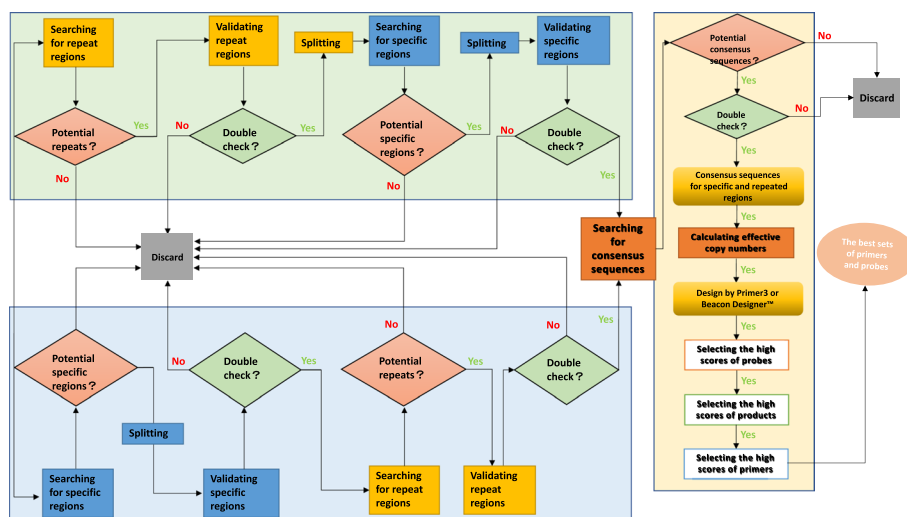 Searching
for repeat
regions
Validating
repeat
regions
Splitting
Searching
for specific
regions
Splitting
Validating
specific
regions
Potential
repeats?
Yes
No
Double
check?
Yes
Potential
specific
regions?
Yes
No
Double
check?
No
No
Yes
Discard
Searching
for
consensus
sequences
Potential
specific
regions?
No
Double
check?
Yes
No
Potential
repeats?
Yes
No
Double
check?
Yes
Splitting
Searching
for specific
regions
Validating
specific
regions
Searching
for repeat
regions
Validating
repeat
regions
Potential
consensus
sequences?
No
Yes
Discard
Double
check?
No
Yes
Consensus sequences
for specific and repeated
regions
Yes
Calculating effective
copy numbers
Yes
Design by Primer3 or
Beacon Designer™
Yes
Selecting the high
scores of probes
Yes
Selecting the high
scores of products
Yes
Selecting the high
scores of primers
The best sets
of primers
and probes